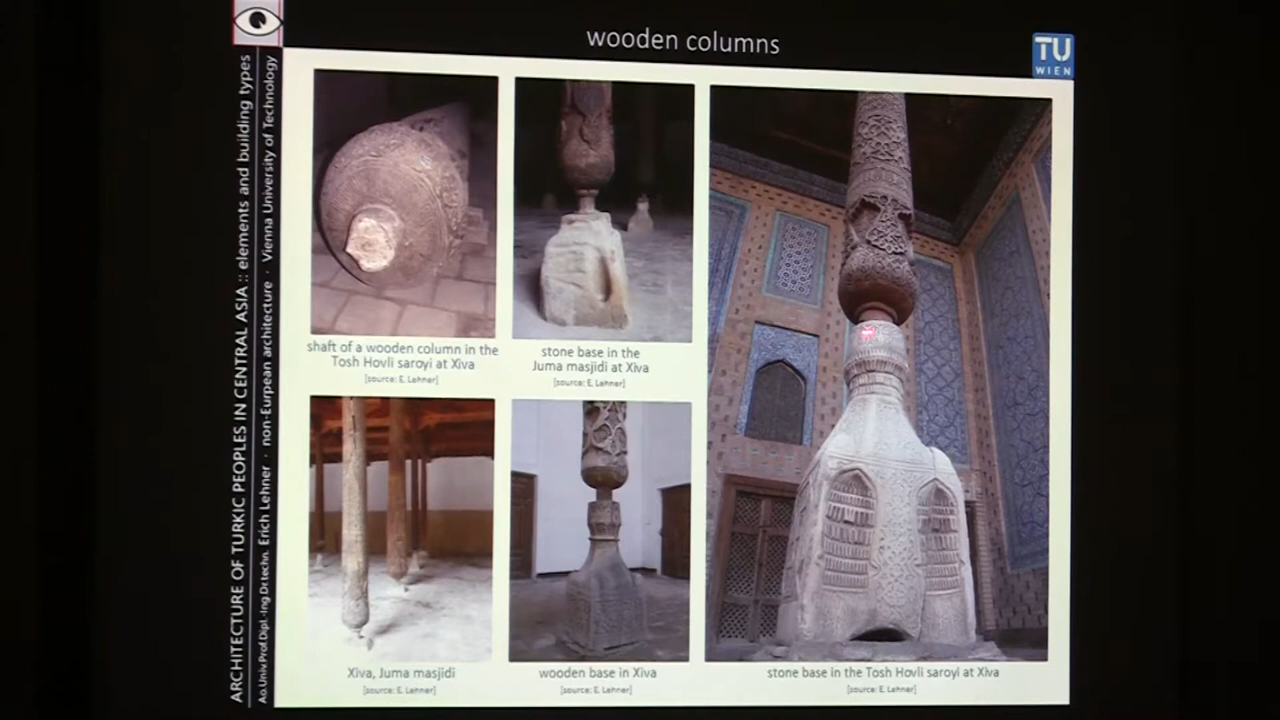 wooden columns
TU
WIEN
ARCHITECTURE OF TURKIC PEOPLES IN CENTRAL ASIA :: elements and building types
Ao.Univ.Prof.Dipl.-Ing Dr.techn. Erich Lehner · non-Eurpean architecture · Vienna University of Technology
shaft of a wooden column in the
Tosh Hovli saroyi at Xiva
[source: E. Lehner]
stone base in the
Juma masjidi at Xiva
[source: E. Lehner]
Xiva, Juma masjidi
[source: E. Lehner]
wooden base in Xiva
[source: E. Lehner]
stone base in the Tosh Hovli saroyi at Xiva
[source: E. Lehner]